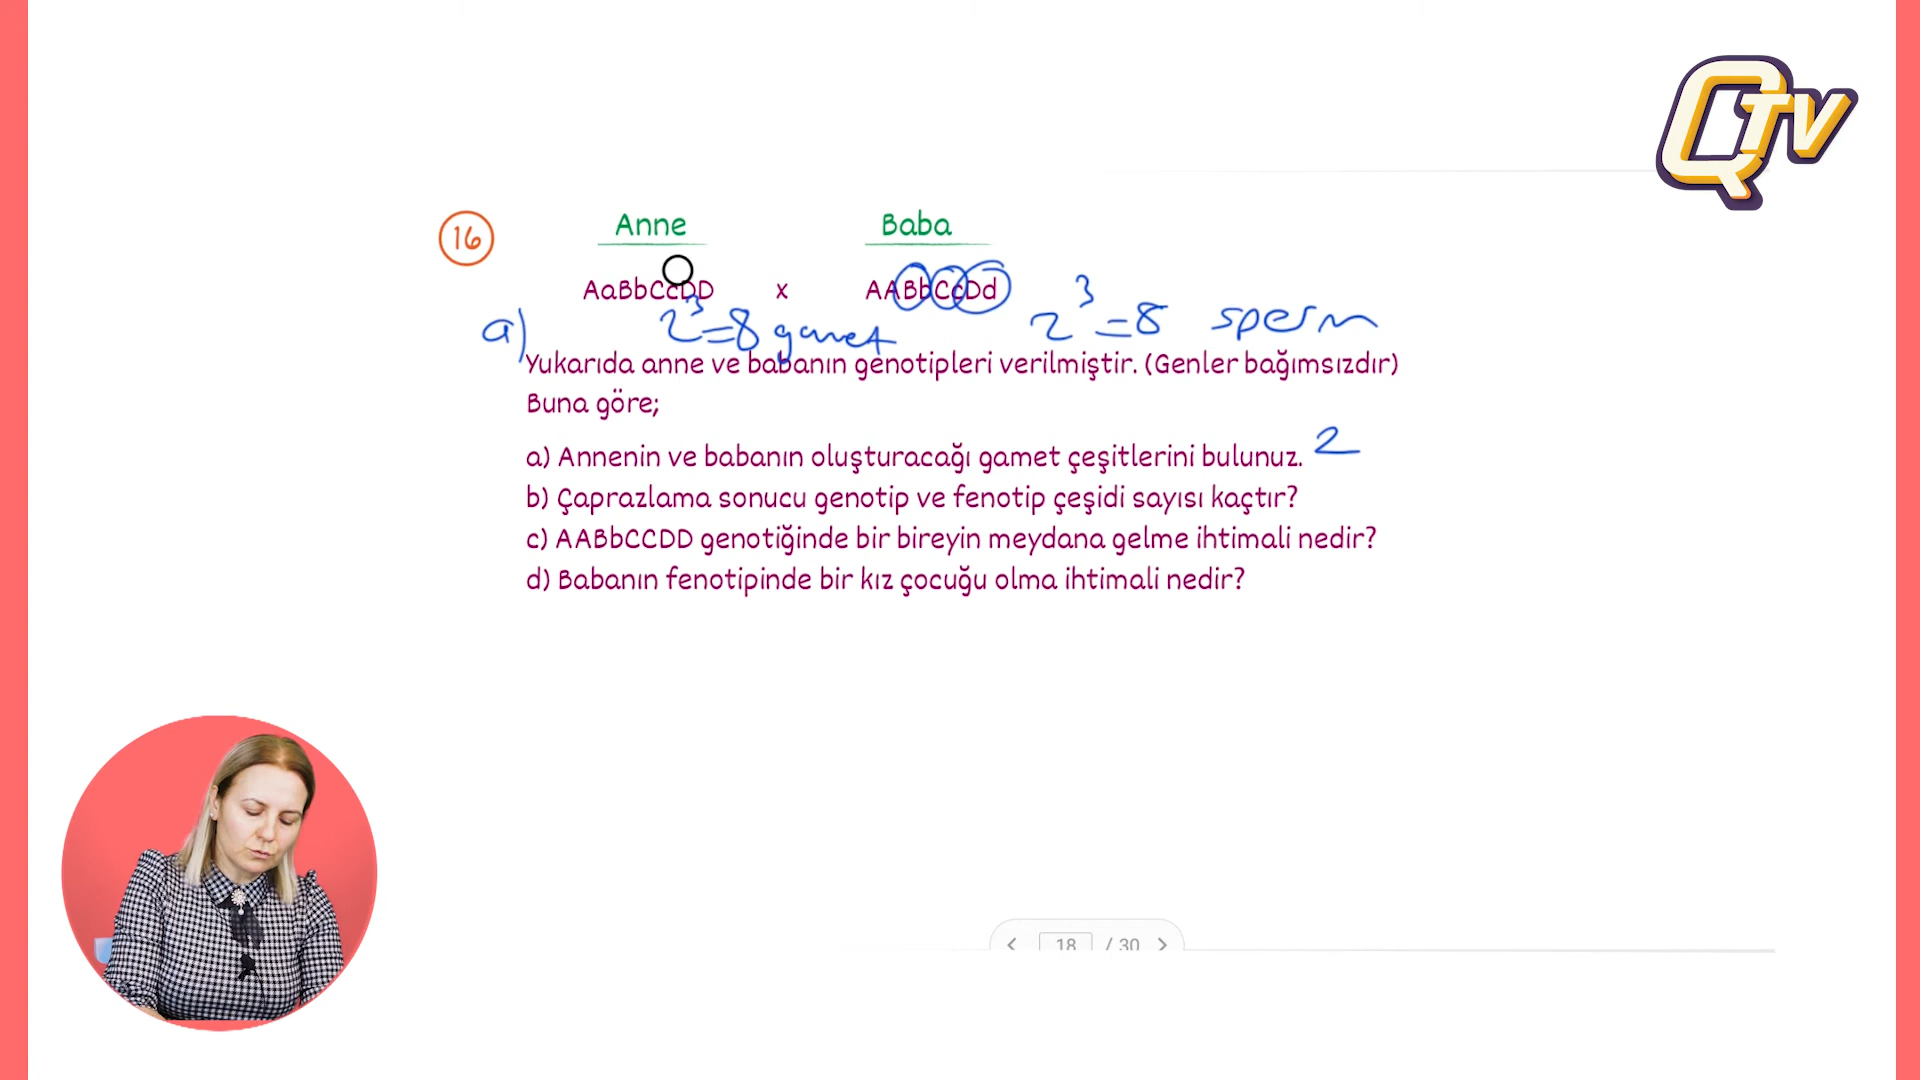 QTV
16
Anne Baba
AaBbCcDD x AABbCcDd
a) 2³=8 gamet 2³=8 sperm
Yukarıda anne ve babanın genotipleri verilmiştir. (Genler bağımsızdır)
Buna göre;
a) Annenin ve babanın oluşturacağı gamet çeşitlerini bulunuz. 2
b) Çaprazlama sonucu genotip ve fenotip çeşidi sayısı kaçtır?
c) AABbCCDD genotiğinde bir bireyin meydana gelme ihtimali nedir?
d) Babanın fenotipinde bir kız çocuğu olma ihtimali nedir?
< 18 / 30 >